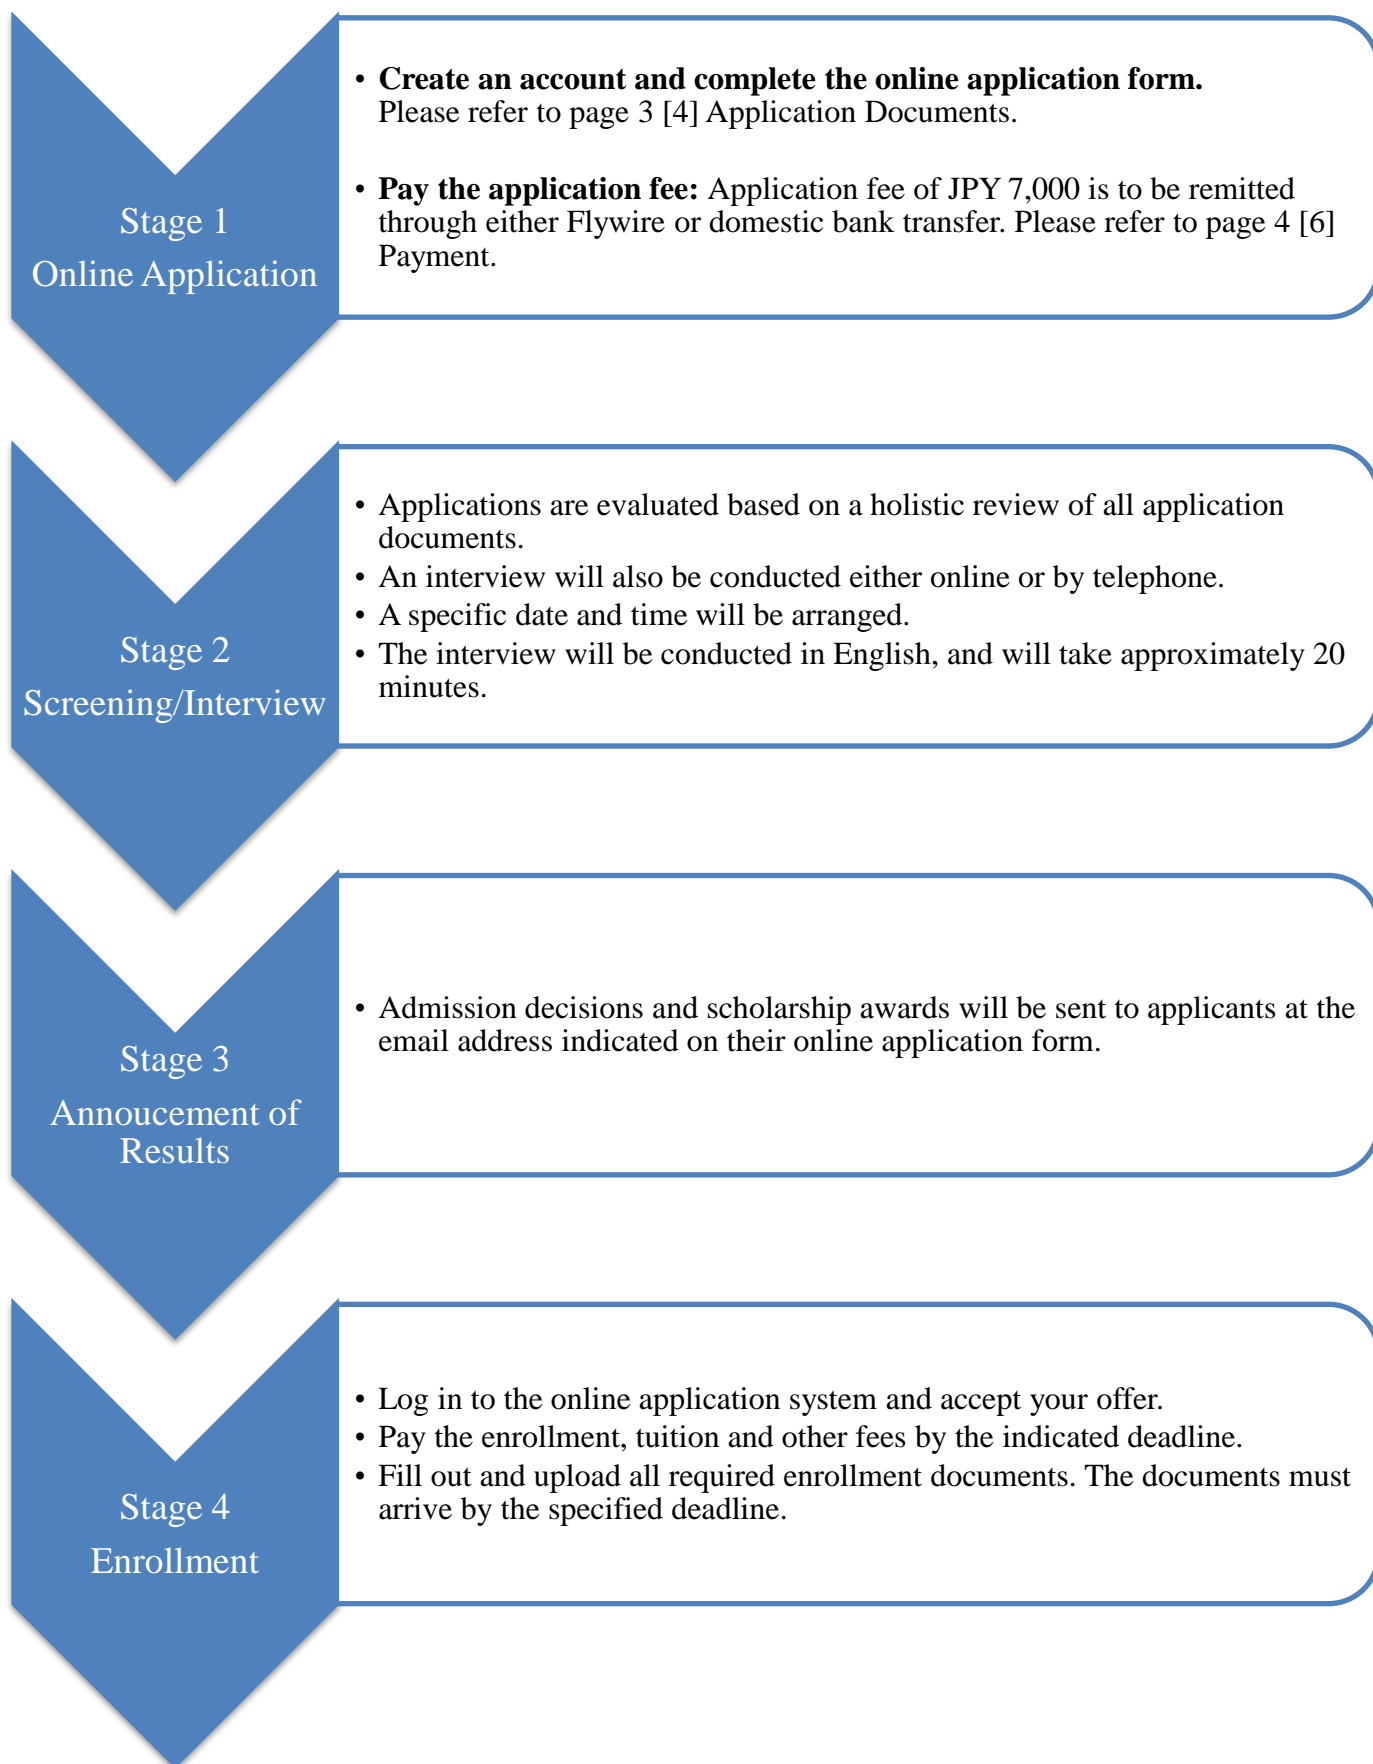 Stage 1
Online Application
• Create an account and complete the online application form.
Please refer to page 3 [4] Application Documents.
• Pay the application fee: Application fee of JPY 7,000 is to be remitted
through either Flywire or domestic bank transfer. Please refer to page 4 [6]
Payment.
Stage 2
Screening/Interview
• Applications are evaluated based on a holistic review of all application
documents.
• An interview will also be conducted either online or by telephone.
• A specific date and time will be arranged.
• The interview will be conducted in English, and will take approximately 20
minutes.
Stage 3
Annoucement of
Results
• Admission decisions and scholarship awards will be sent to applicants at the
email address indicated on their online application form.
Stage 4
Enrollment
• Log in to the online application system and accept your offer.
• Pay the enrollment, tuition and other fees by the indicated deadline.
• Fill out and upload all required enrollment documents. The documents must
arrive by the specified deadline.